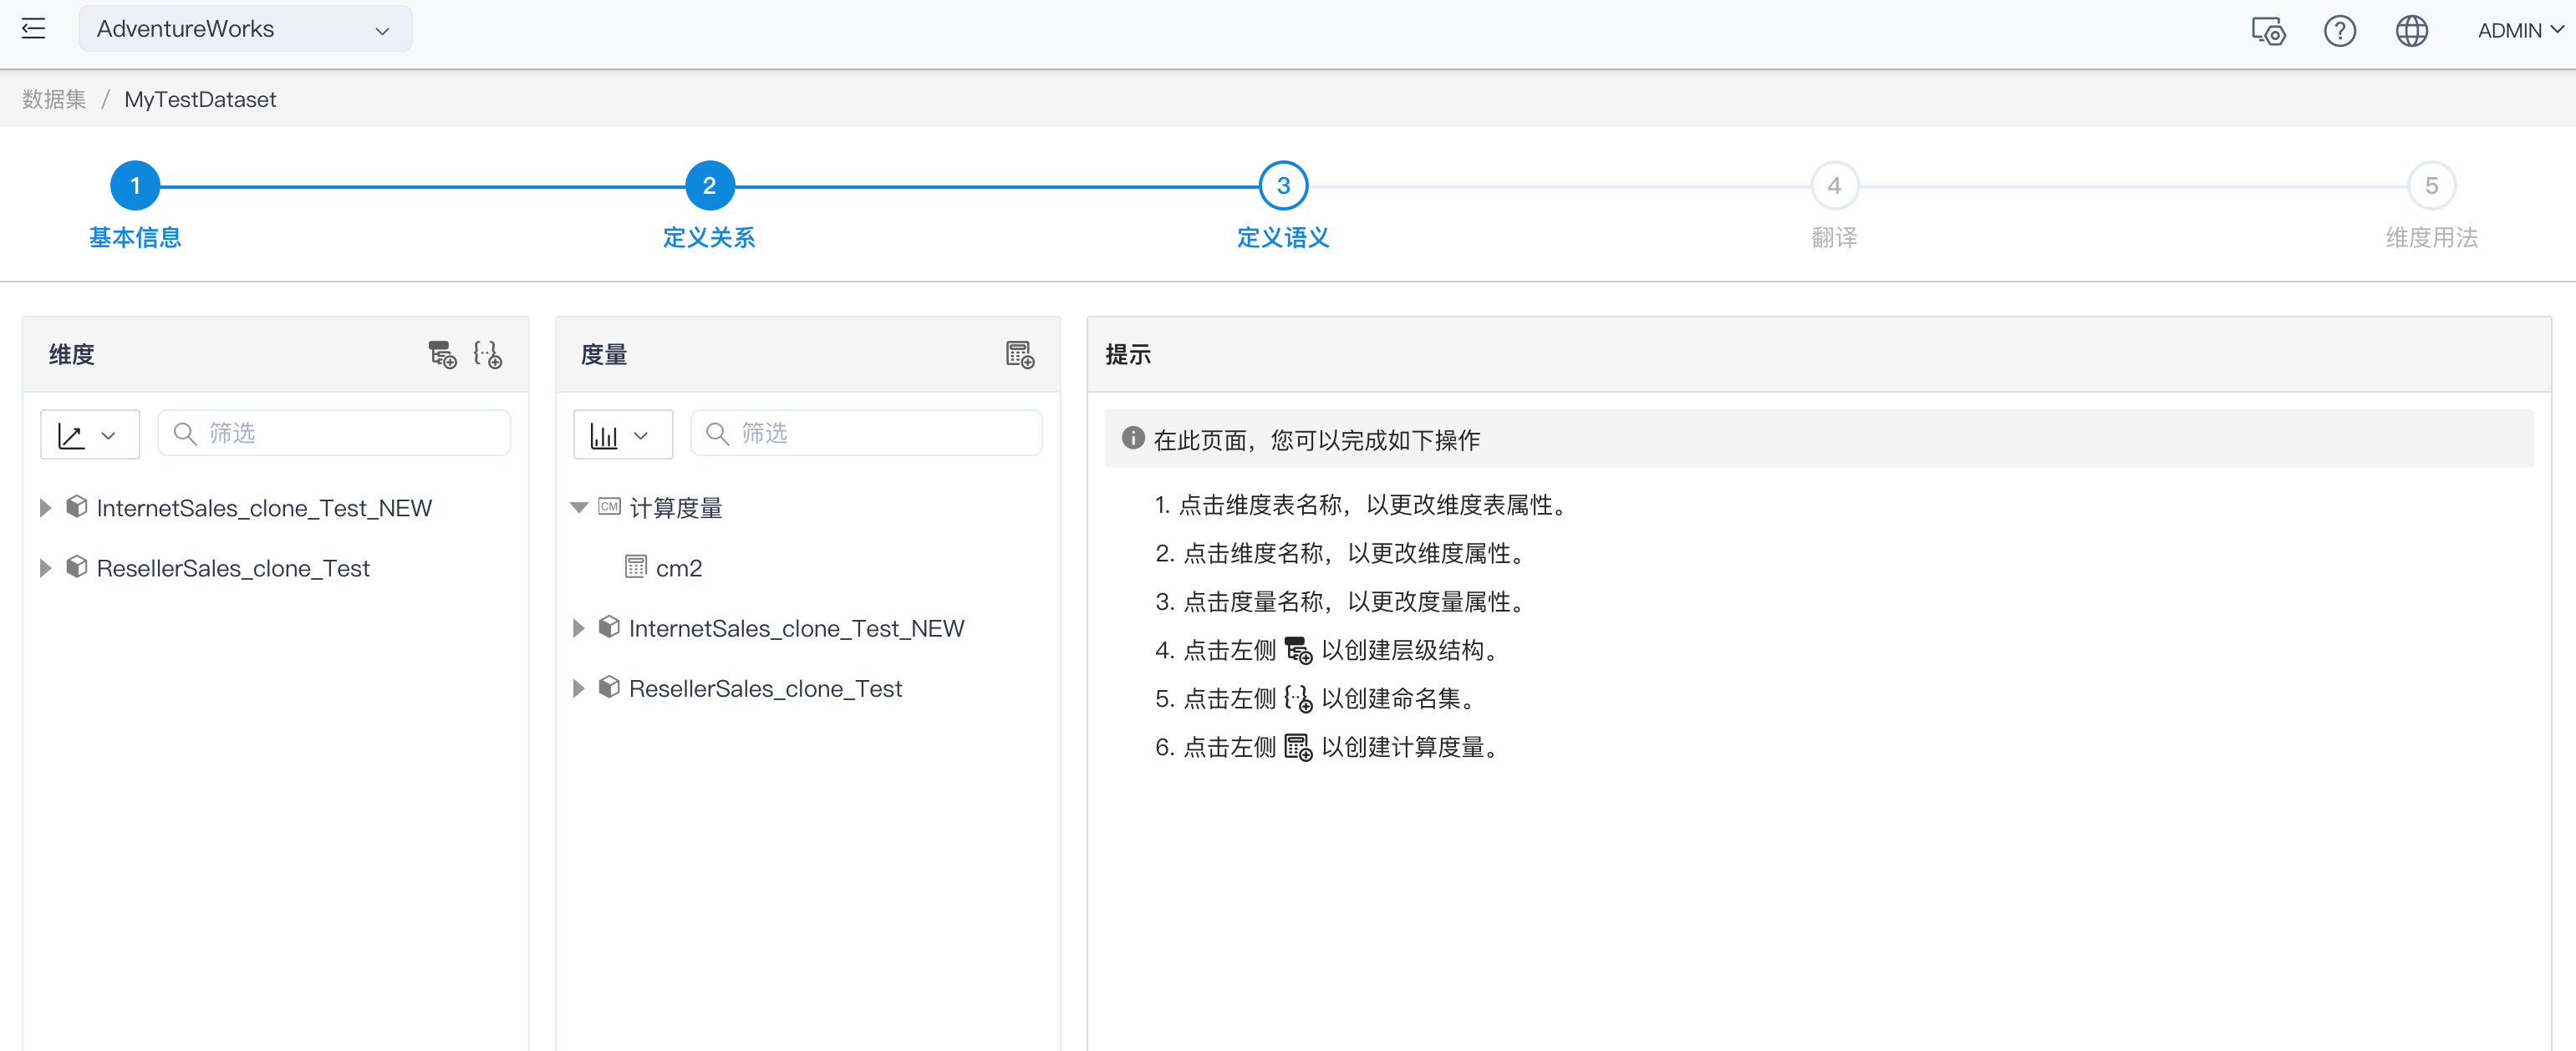 AdventureWorks
ADMIN
数据集 / MyTestDataset
1
2
3
4
5
基本信息
定义关系
定义语义
翻译
维度用法
维度
筛选
InternetSales_clone_Test_NEW
ResellerSales_clone_Test
度量
筛选
CM 计算度量
cm2
InternetSales_clone_Test_NEW
ResellerSales_clone_Test
提示
在此页面，您可以完成如下操作
1. 点击维度表名称，以更改维度表属性。
2. 点击维度名称，以更改维度属性。
3. 点击度量名称，以更改度量属性。
4. 点击左侧 以创建层级结构。
5. 点击左侧 以创建命名集。
6. 点击左侧 以创建计算度量。